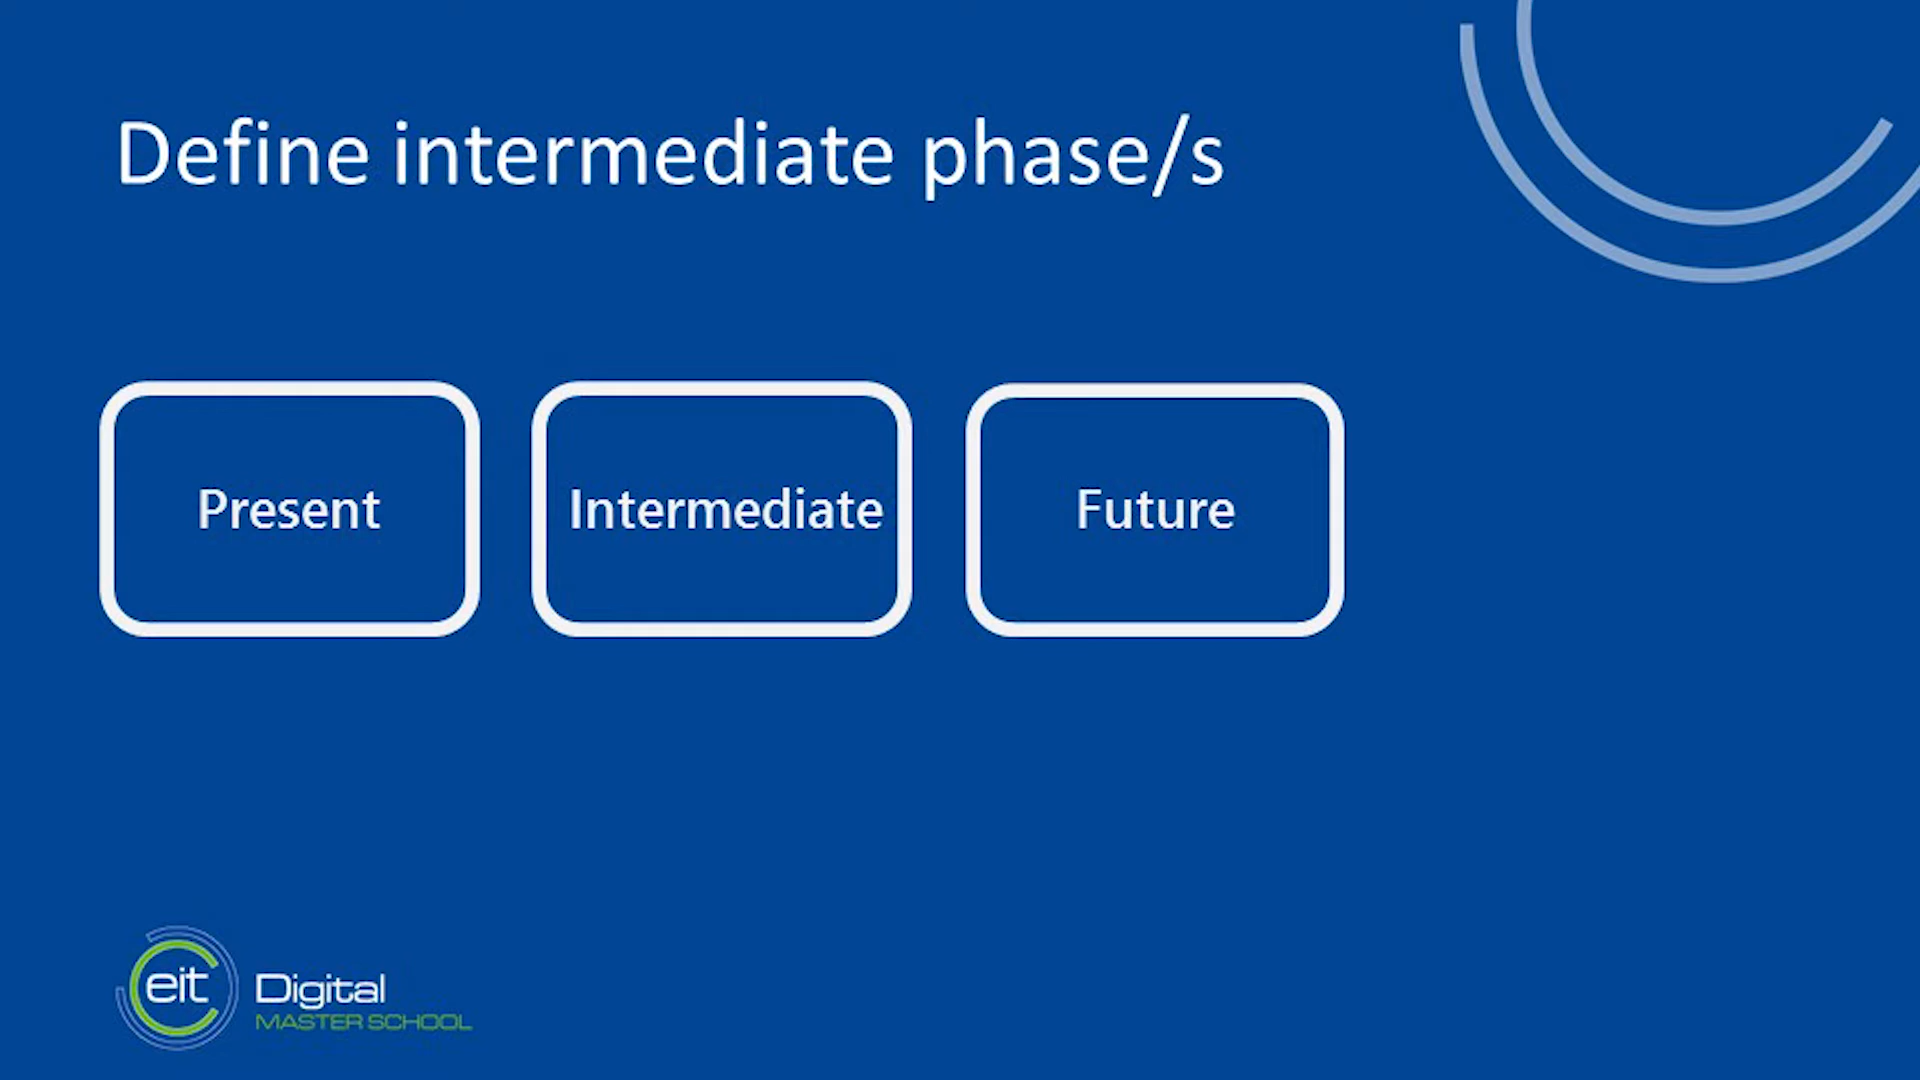 Define intermediate phase/s
Present
Intermediate
Future
eit Digital
MASTER SCHOOL